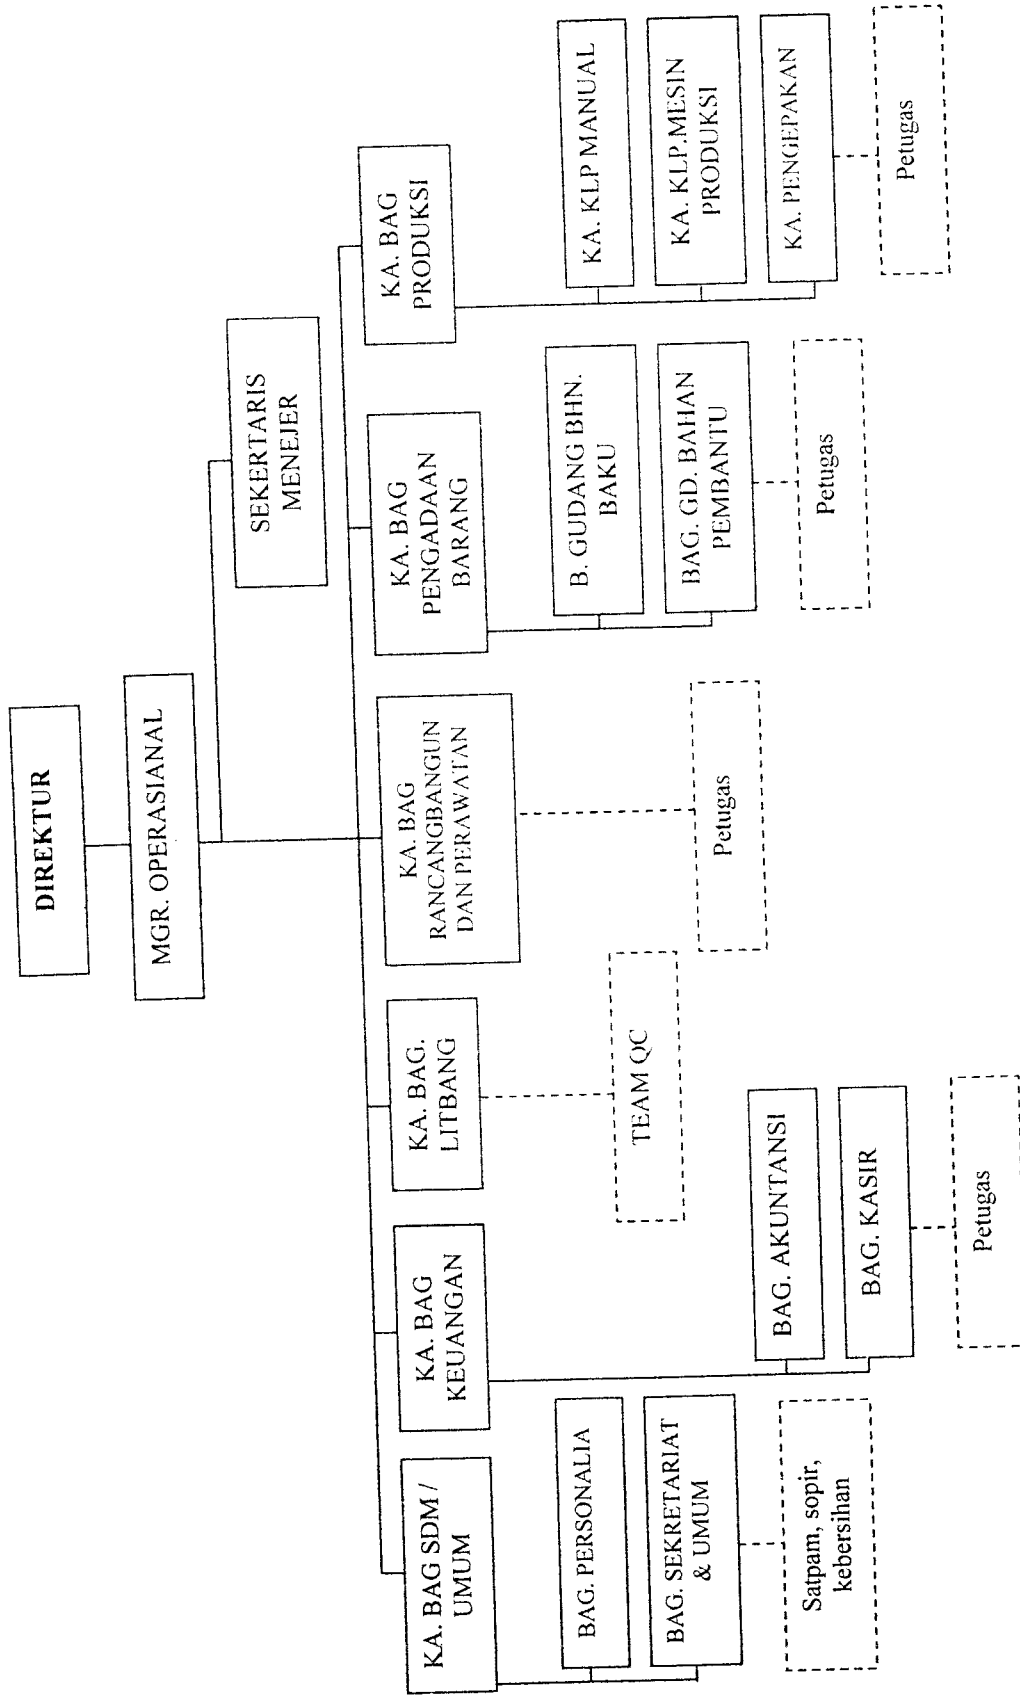 DIREKTUR
MGR. OPERASIANAL
SEKERTARIS
MENEJER
KA. BAG SDM /
UMUM
KA. BAG
KEUANGAN
KA. BAG.
LITBANG
KA. BAG
RANCANGBANGUN
DAN PERAWATAN
KA. BAG
PENGADAAN
BARANG
KA. BAG
PRODUKSI
BAG. PERSONALIA
BAG. SEKRETARIAT
& UMUM
Satpam, sopir,
kebersihan
BAG. AKUNTANSI
BAG. KASIR
Petugas
TEAM QC
Petugas
B. GUDANG BHN.
BAKU
BAG. GD. BAHAN
PEMBANTU
Petugas
KA. KLP MANUAL
KA. KLP.MESIN
PRODUKSI
KA. PENGEPAKAN
Petugas